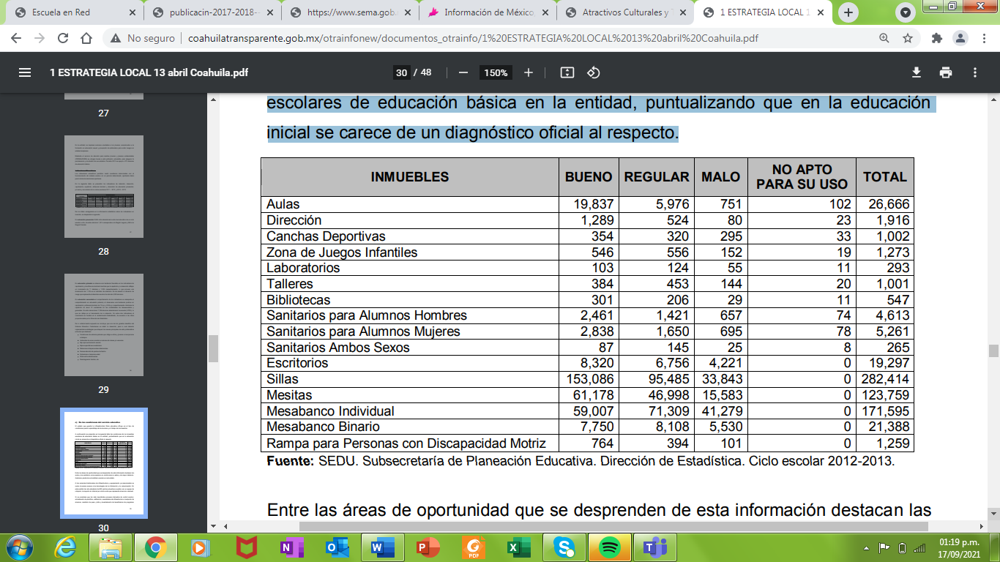 Escuela en Red
publicacin-2017-2018-
https://www.sema.gob.
Información de México,
Atractivos Culturales y T
1 ESTRATEGIA LOCAL 1
No seguro
coahuilatransparente.gob.mx/otrainfonew/documentos_otrainfo/1%20ESTRATEGIA%20LOCAL%2013%20abril%20Coahuila.pdf
1 ESTRATEGIA LOCAL 13 abril Coahuila.pdf
30 / 48
150%
27
28
29
30
escolares de educación básica en la entidad, puntualizando que en la educación
inicial se carece de un diagnóstico oficial al respecto.
INMUEBLES BUENO REGULAR MALO NO APTO PARA SU USO TOTAL
Aulas 19,837 5,976 751 102 26,666
Dirección 1,289 524 80 23 1,916
Canchas Deportivas 354 320 295 33 1,002
Zona de Juegos Infantiles 546 556 152 19 1,273
Laboratorios 103 124 55 11 293
Talleres 384 453 144 20 1,001
Bibliotecas 301 206 29 11 547
Sanitarios para Alumnos Hombres 2,461 1,421 657 74 4,613
Sanitarios para Alumnos Mujeres 2,838 1,650 695 78 5,261
Sanitarios Ambos Sexos 87 145 25 8 265
Escritorios 8,320 6,756 4,221 0 19,297
Sillas 153,086 95,485 33,843 0 282,414
Mesitas 61,178 46,998 15,583 0 123,759
Mesabanco Individual 59,007 71,309 41,279 0 171,595
Mesabanco Binario 7,750 8,108 5,530 0 21,388
Rampa para Personas con Discapacidad Motriz 764 394 101 0 1,259
Fuente: SEDU. Subsecretaría de Planeación Educativa. Dirección de Estadística. Ciclo escolar 2012-2013.
Entre las áreas de oportunidad que se desprenden de esta información destacan las
01:19 p.m.
17/09/2021